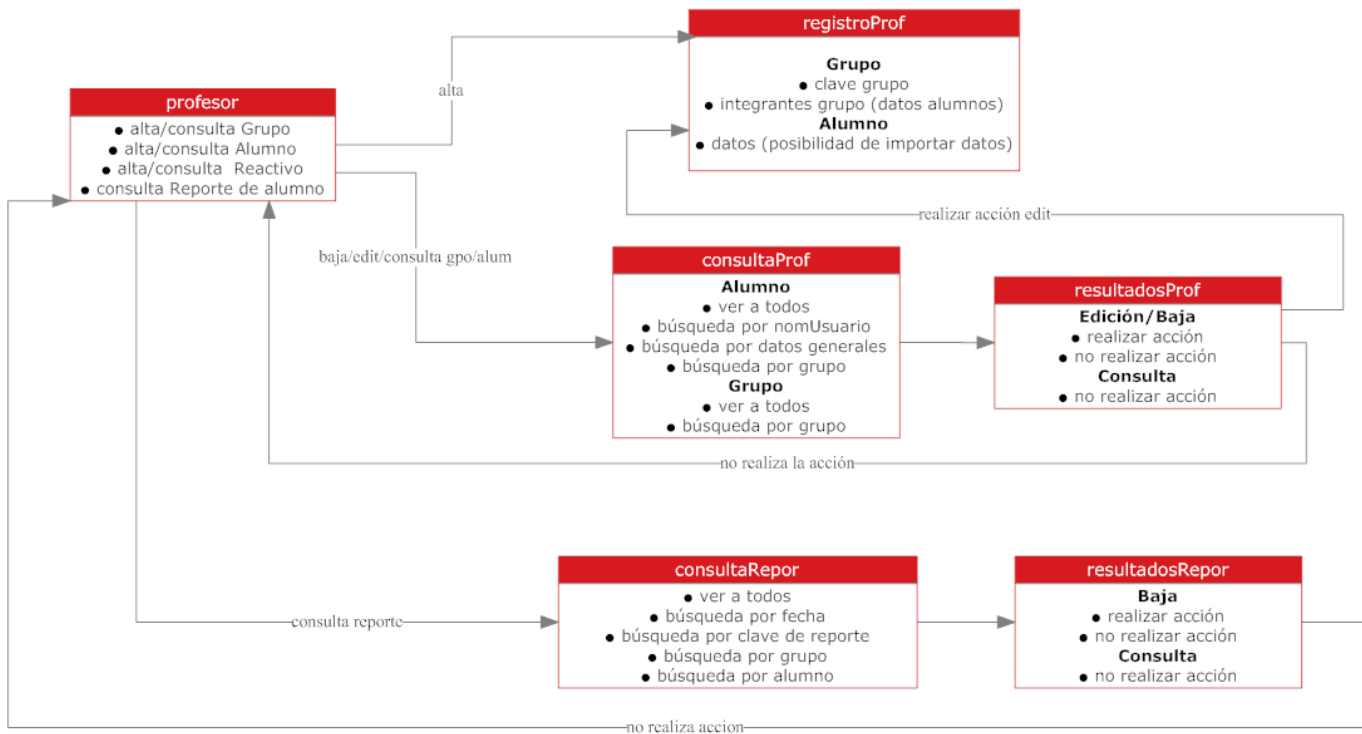 registroProf
Grupo
● clave grupo
● integrantes grupo (datos alumnos)
Alumno
● datos (posibilidad de importar datos)
alta
profesor
● alta/consulta Grupo
● alta/consulta Alumno
● alta/consulta Reactivo
● consulta Reporte de alumno
realizar acción edit
baja/edit/consulta gpo/alum
consultaProf
Alumno
● ver a todos
● búsqueda por nomUsuario
● búsqueda por datos generales
● búsqueda por grupo
Grupo
● ver a todos
● búsqueda por grupo
resultadosProf
Edición/Baja
● realizar acción
● no realizar acción
Consulta
● no realizar acción
no realiza la acción
consulta reporte
consultaRepor
● ver a todos
● búsqueda por fecha
● búsqueda por clave de reporte
● búsqueda por grupo
● búsqueda por alumno
resultadosRepor
Baja
● realizar acción
● no realizar acción
Consulta
● no realizar acción
no realiza accion